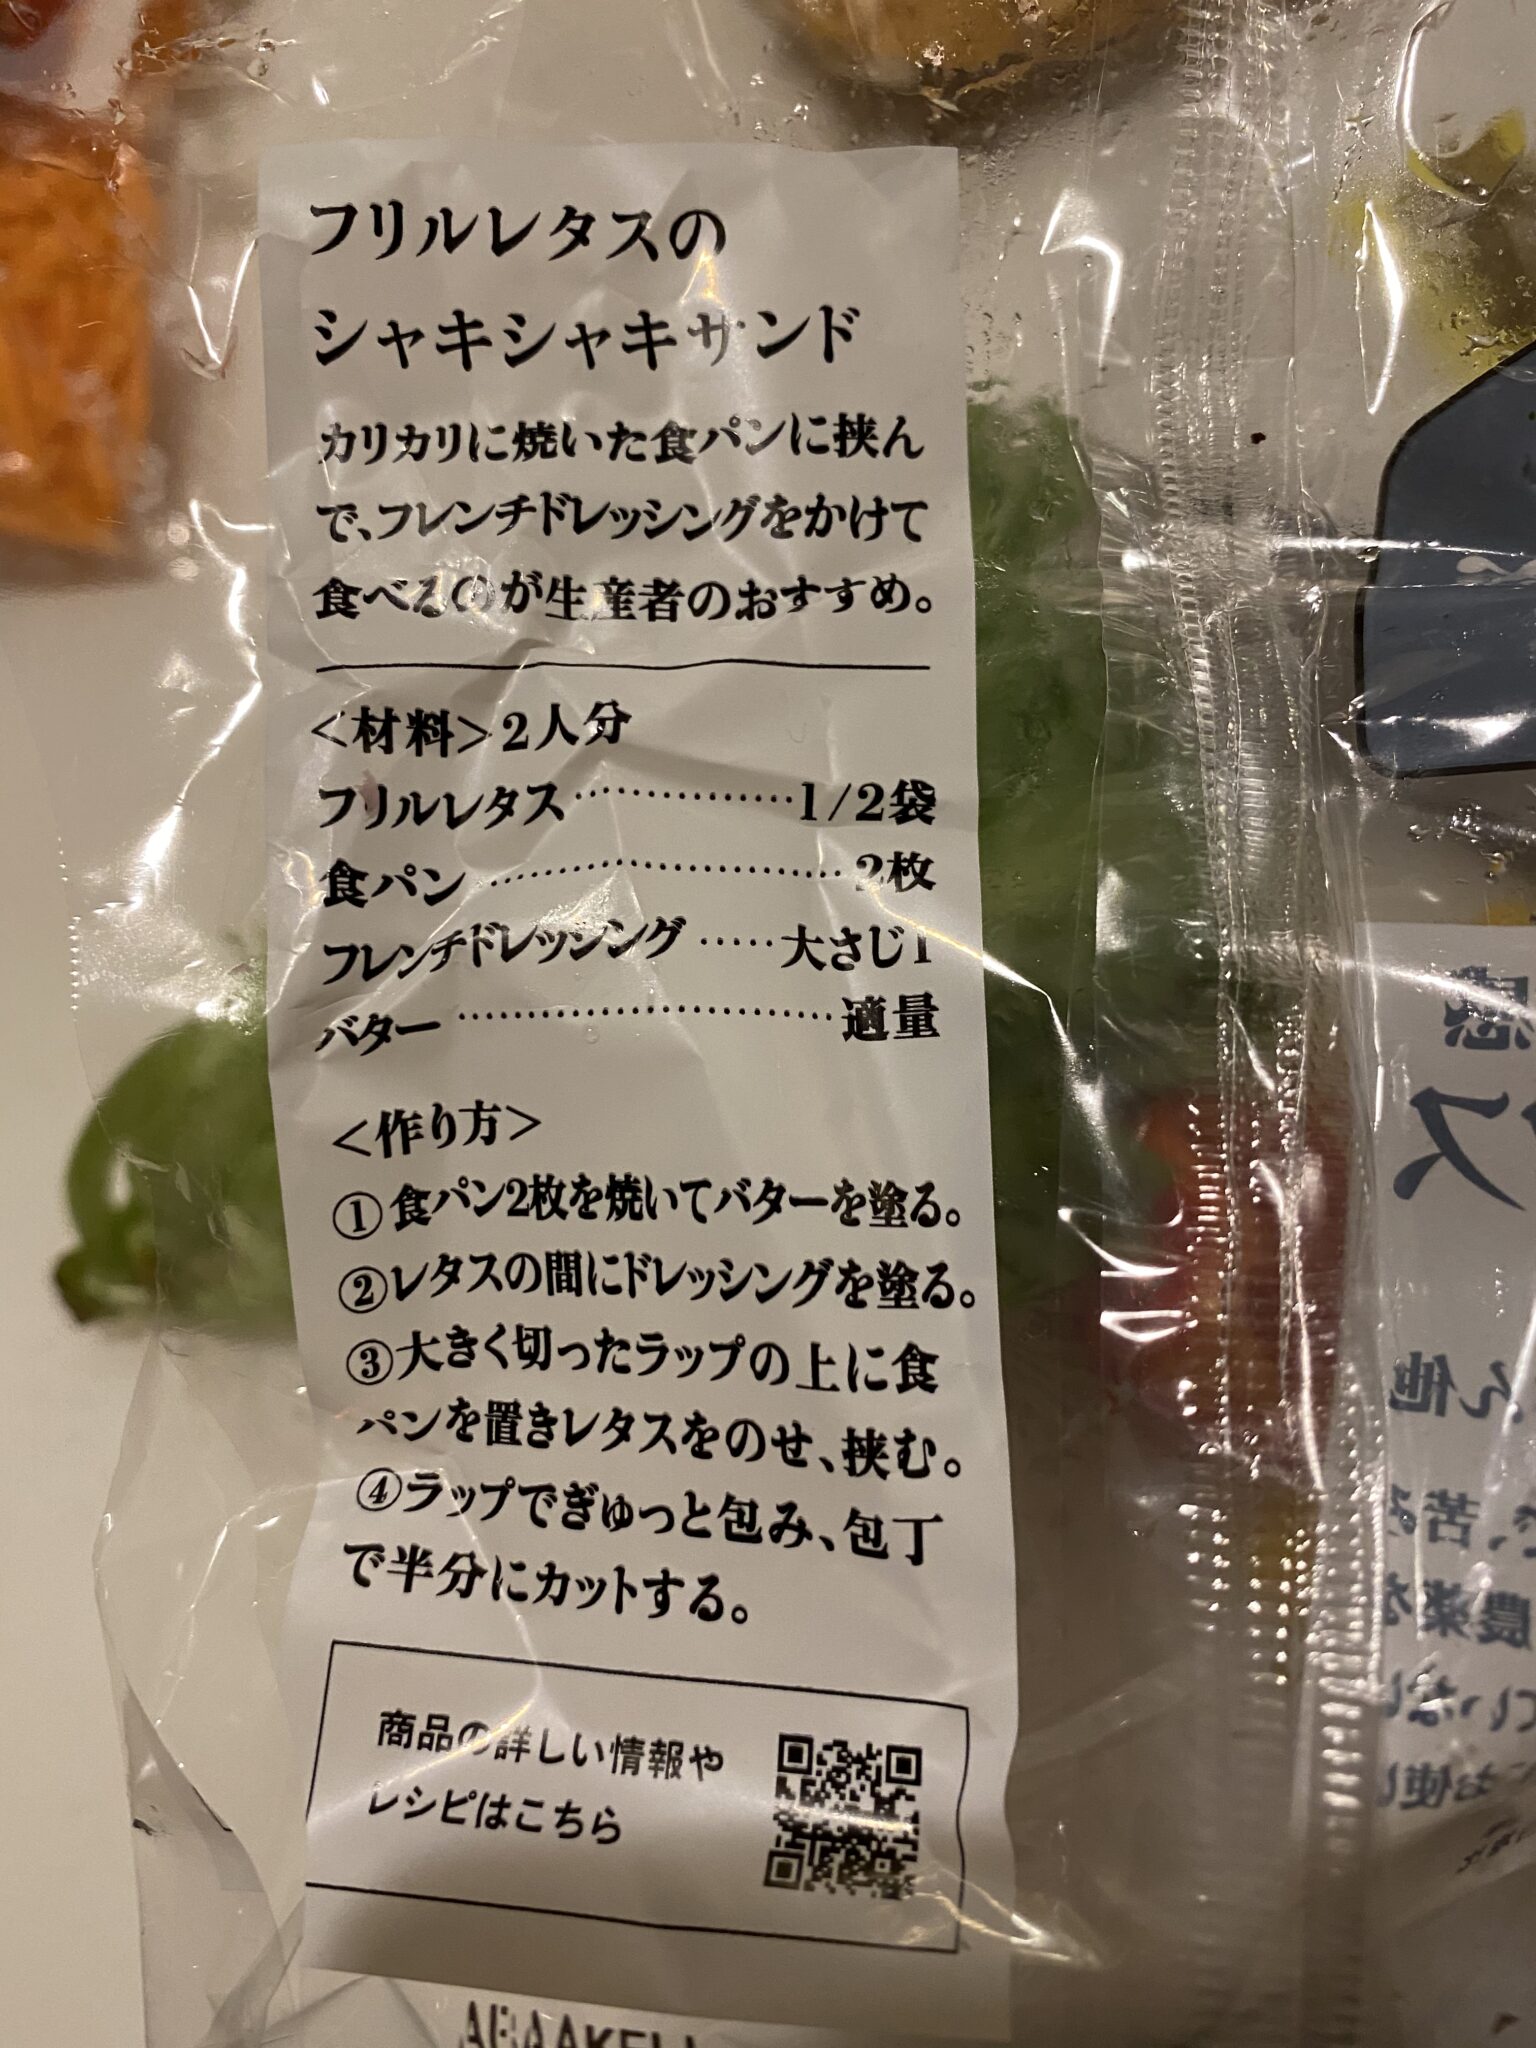 フリルレタスの
シャキシャキサンド
カリカリに焼いた食パンに挟ん
で、フレンチドレッシングをかけて
食べるのが生産者のおすすめ。
＜材料＞2人分
フリルレタス……………1/2袋
食パン……………………2枚
フレンチドレッシング……大さじ1
バター……………………適量
＜作り方＞
①食パン2枚を焼いてバターを塗る。
②レタスの間にドレッシングを塗る。
③大きく切ったラップの上に食
パンを置きレタスをのせ、挟む。
④ラップでぎゅっと包み、包丁
で半分にカットする。
商品の詳しい情報や
レシピはこちら